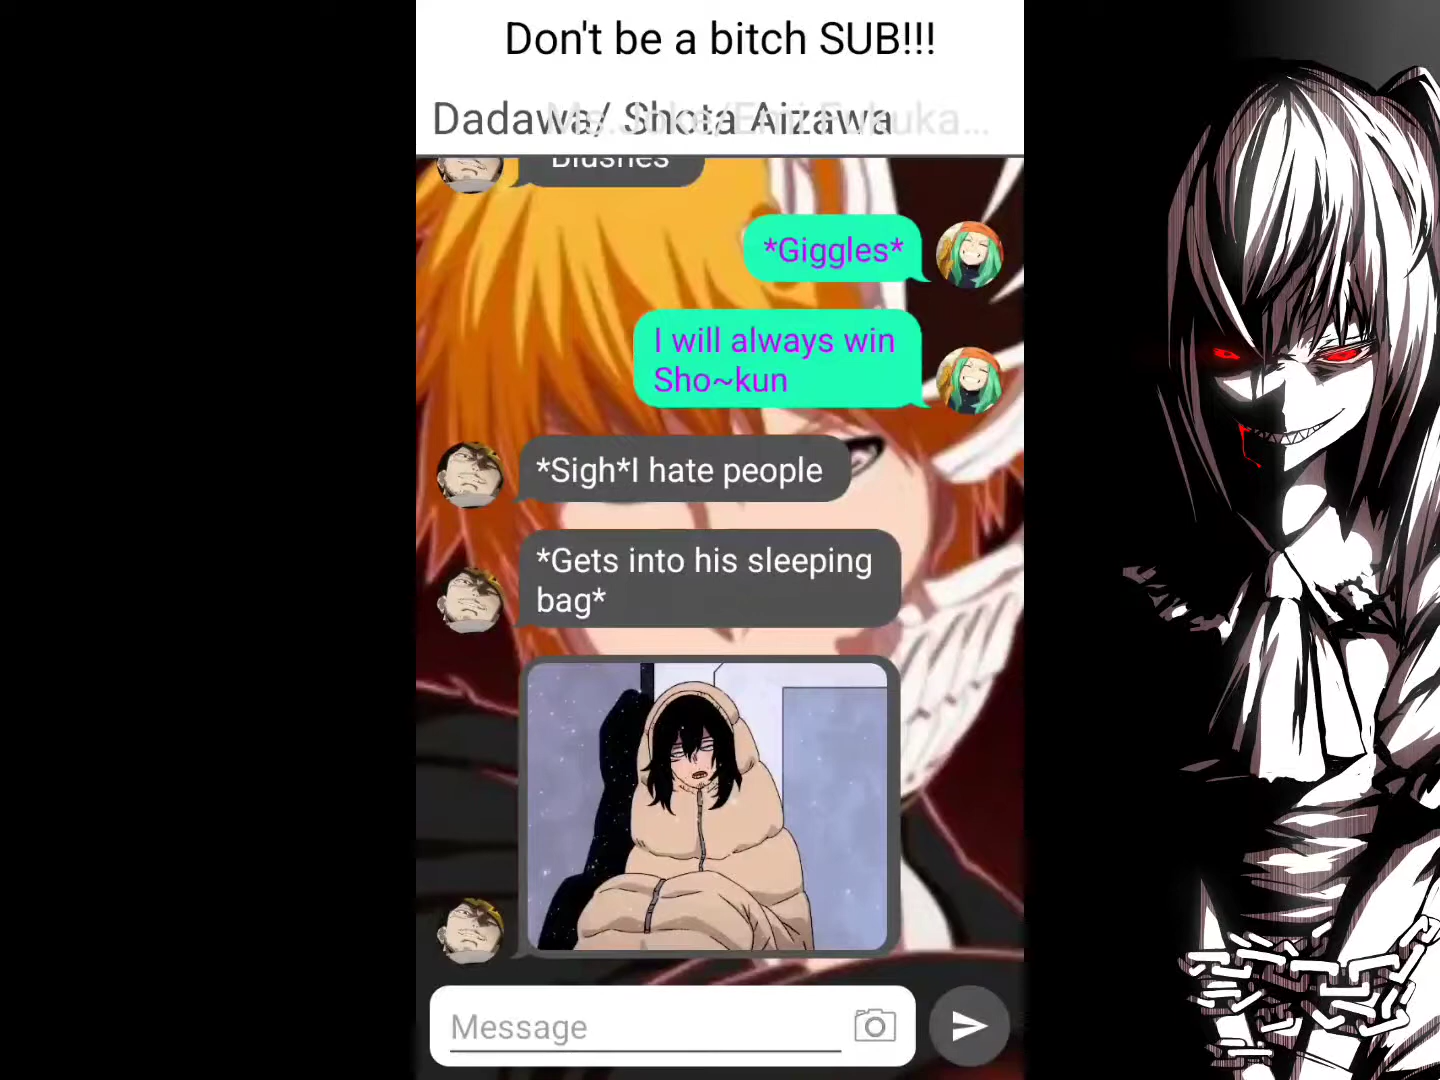 Don't be a bitch SUB!!!
Dadawa/ Shota Aizawa
Blushes
*Giggles*
I will always win
Sho~kun
*Sigh*I hate people
*Gets into his sleeping
bag*
Message